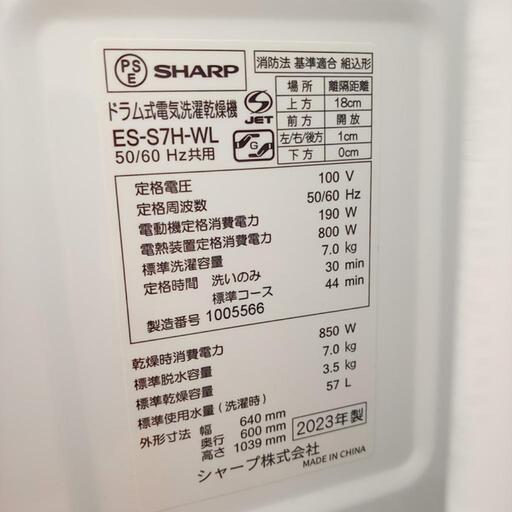 PS
E
SHARP
ドラム式電気洗濯乾燥機
ES-S7H-WL
50/60 Hz共用
S
JET
G
消防法 基準適合 組込形
場所 離隔距離
上方 18cm
前方 開放
左/右/後方 1cm
下方 0cm
定格電圧 100 V
定格周波数 50/60 Hz
電動機定格消費電力 190 W
電熱装置定格消費電力 800 W
標準洗濯容量 7.0 kg
定格時間 洗いのみ 30 min
標準コース 44 min
製造番号 1005566
乾燥時消費電力 850 W
標準脱水容量 7.0 kg
標準乾燥容量 3.5 kg
標準使用水量 (洗濯時) 57 L
外形寸法 幅 640 mm
奥行 600 mm
高さ 1039 mm
2023年製
シャープ株式会社
MADE IN CHINA